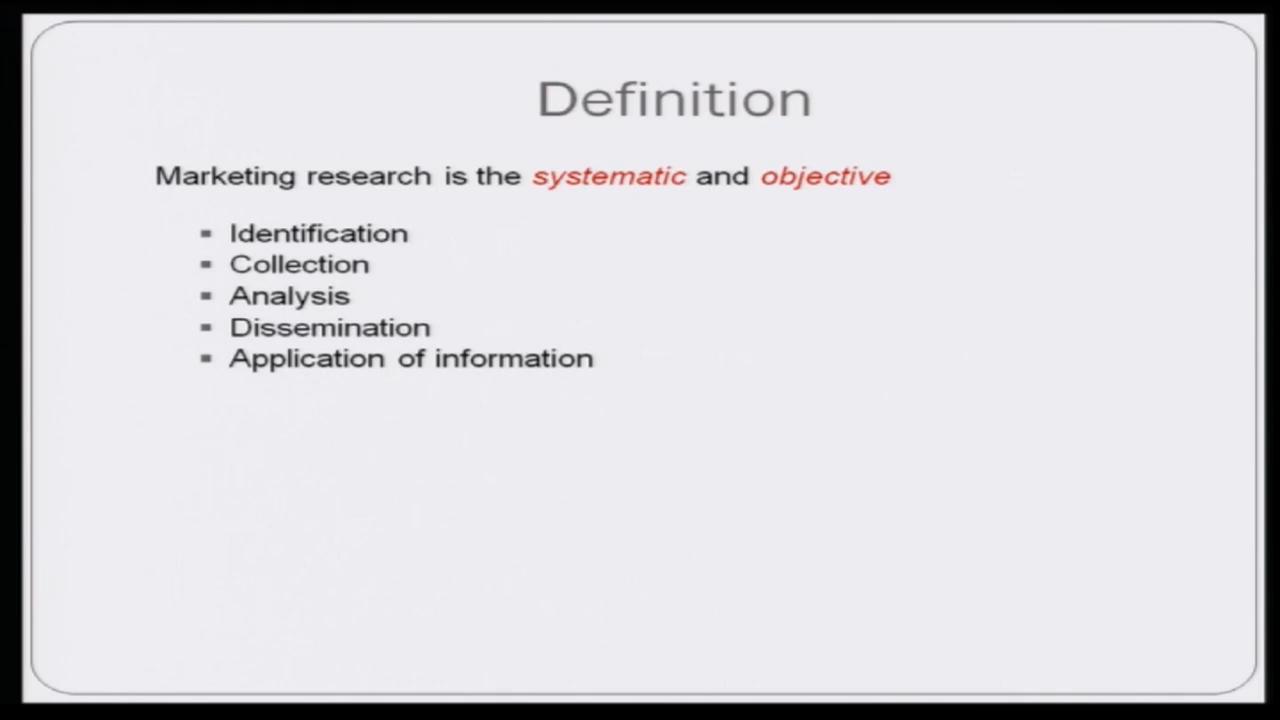 Definition
Marketing research is the systematic and objective
▪ Identification
▪ Collection
▪ Analysis
▪ Dissemination
▪ Application of information